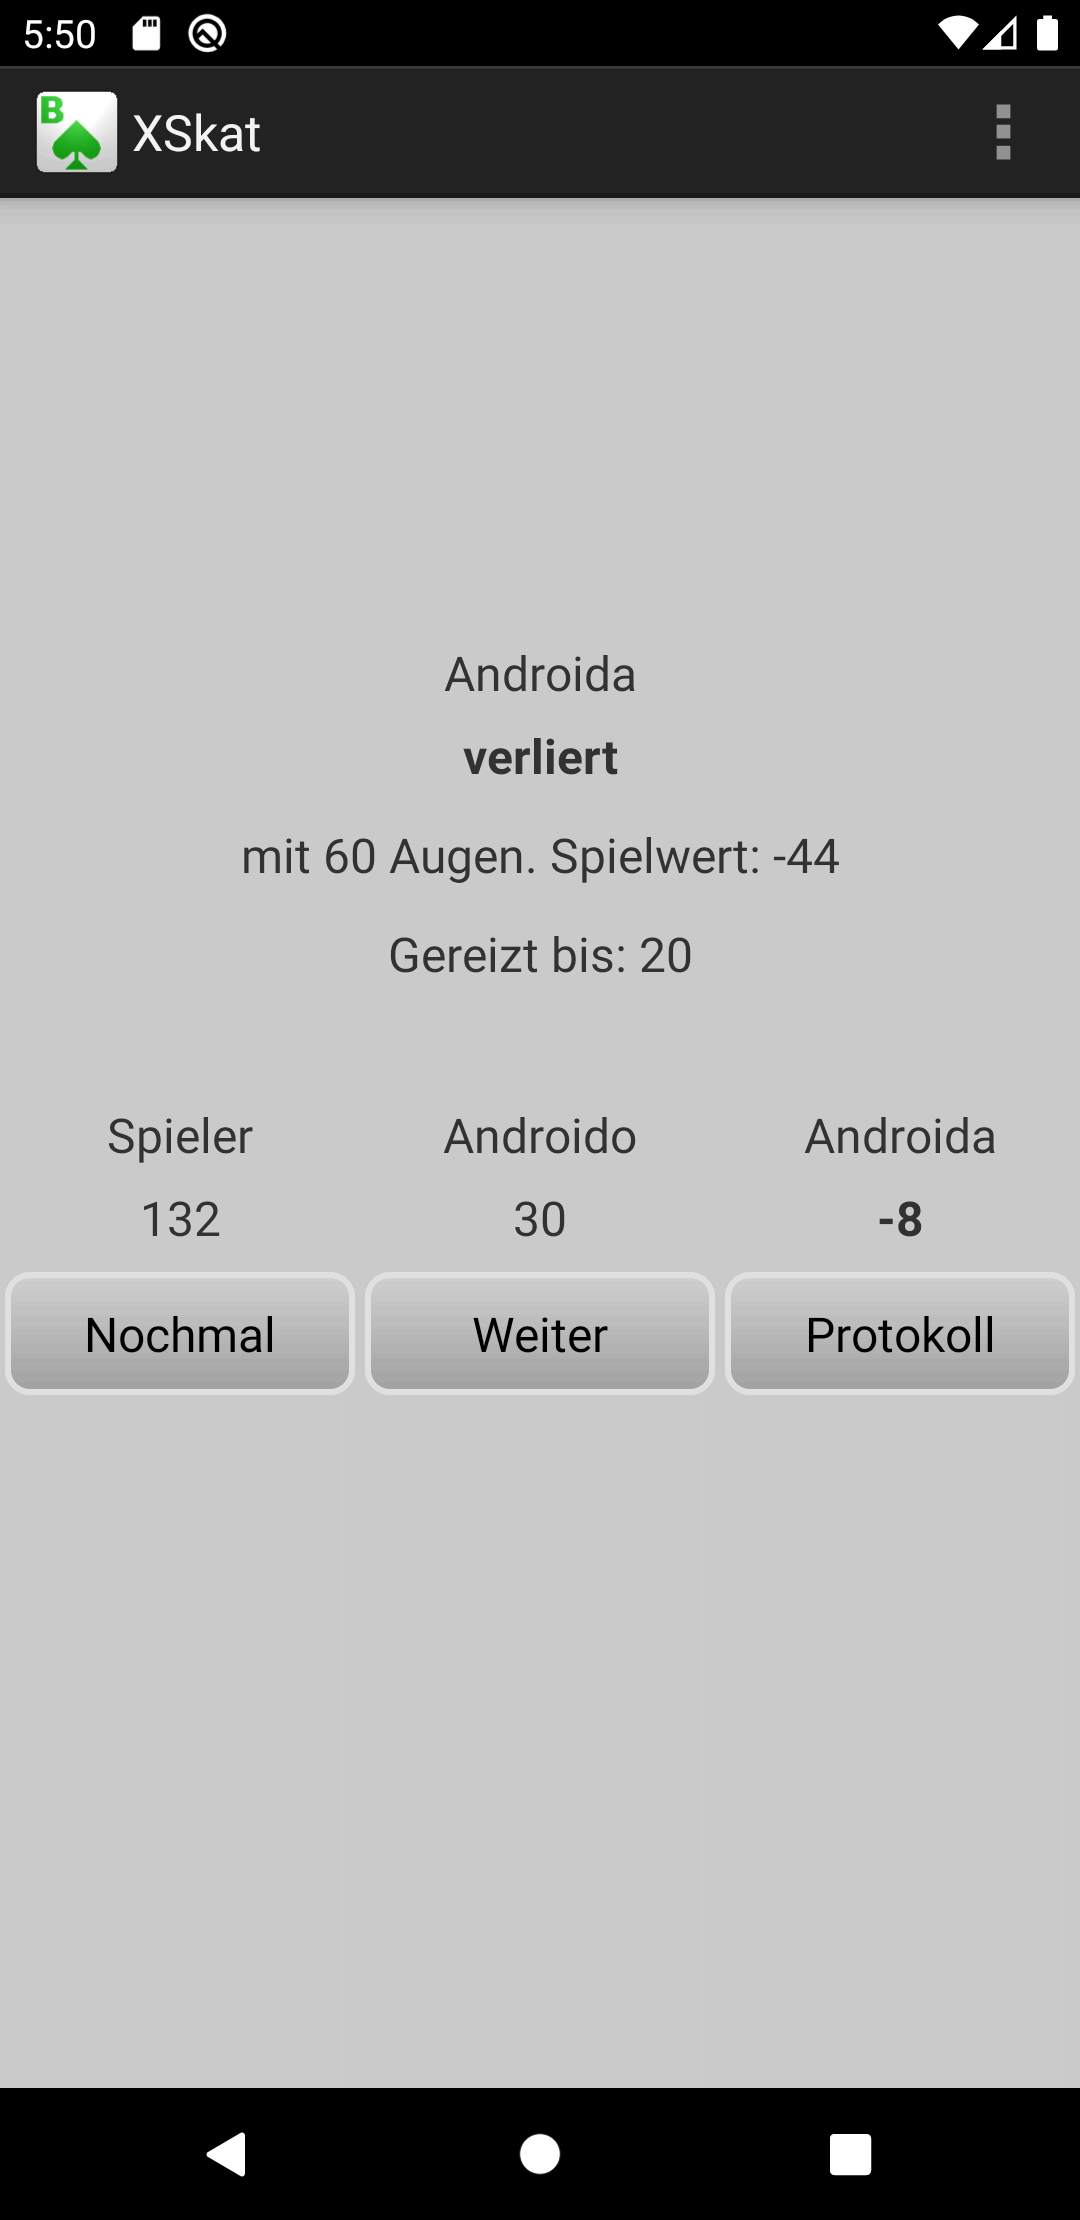 5:50
B
XSkat
Androida
verliert
mit 60 Augen. Spielwert: -44
Gereizt bis: 20
Spieler Androido Androida
132 30 -8
Nochmal Weiter Protokoll